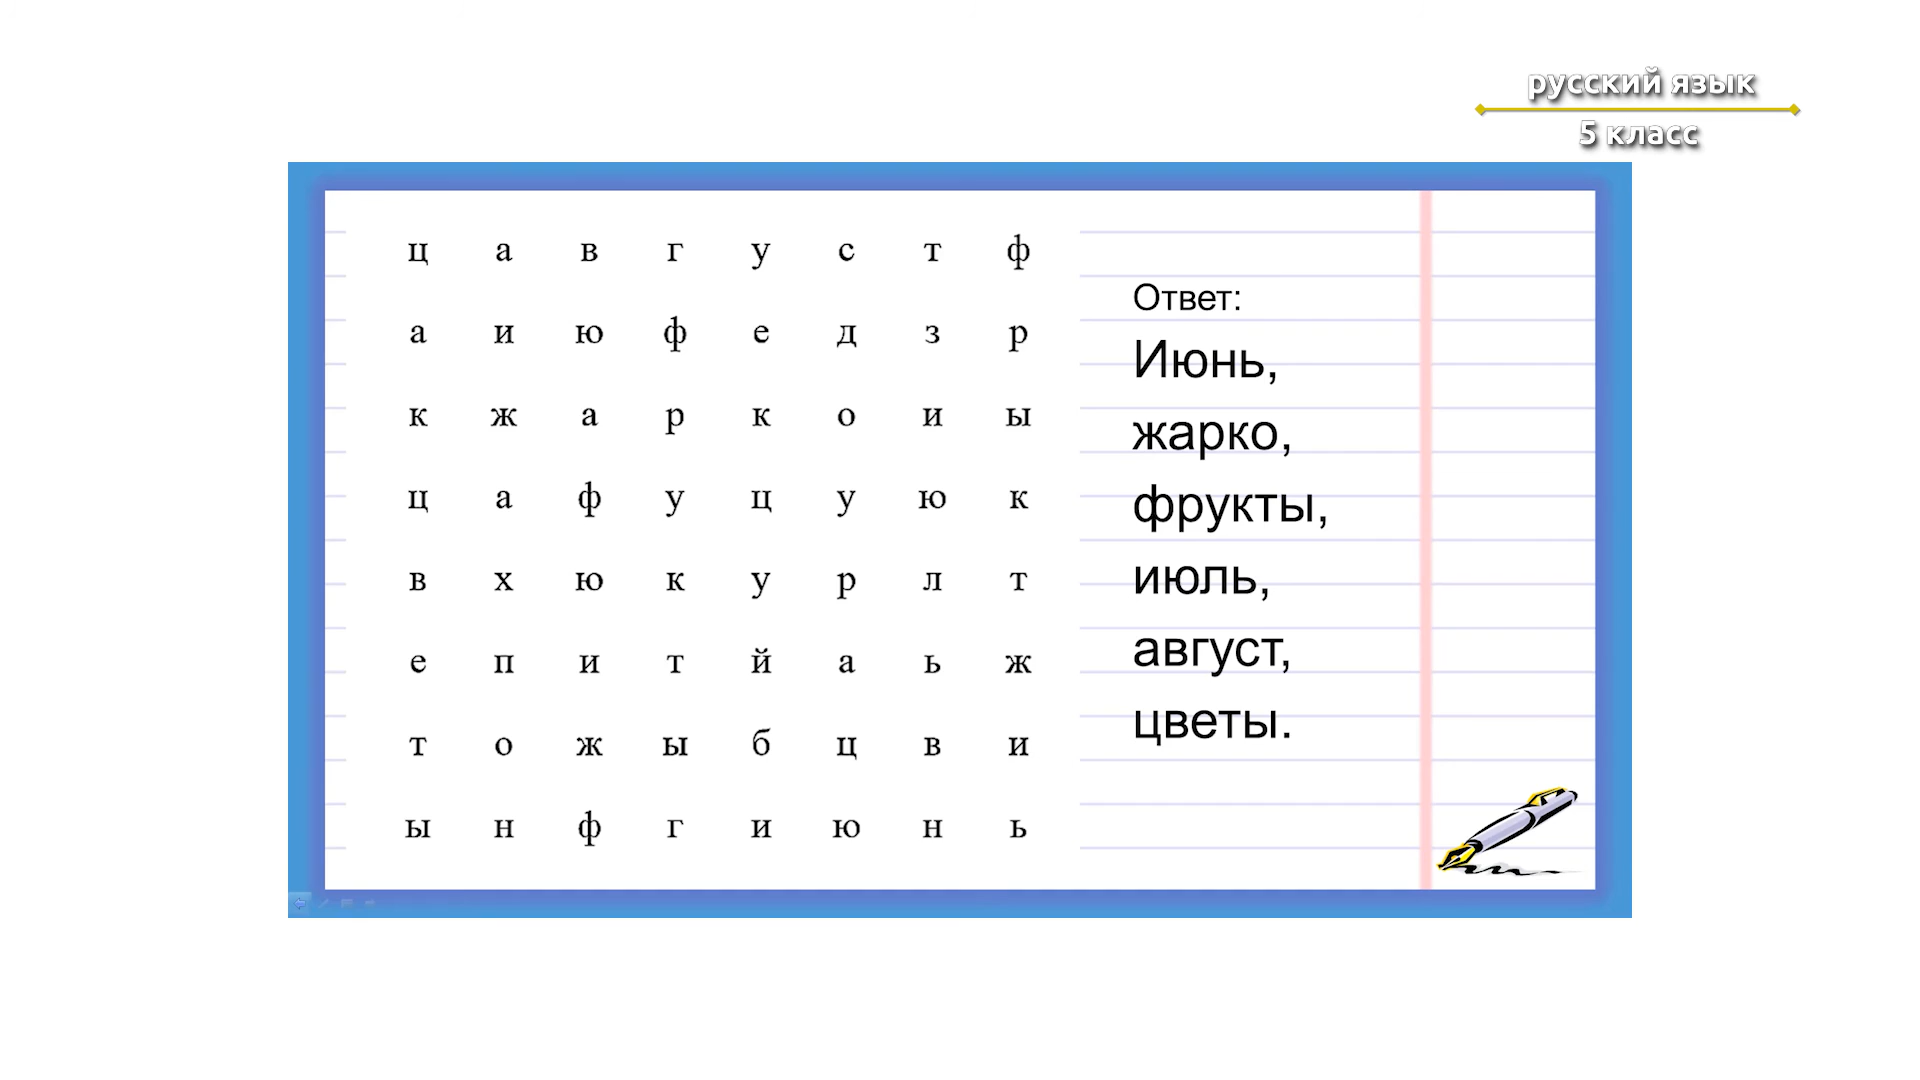 русский язык
5 класс
ц а в г у с т ф
а и ю ф е д з р
к ж а р к о и ы
ц а ф у ц у ю к
в х ю к у р л т
е п и т й а ь ж
т о ж ы б ц в и
ы н ф г и ю н ь
Ответ:
Июнь,
жарко,
фрукты,
июль,
август,
цветы.